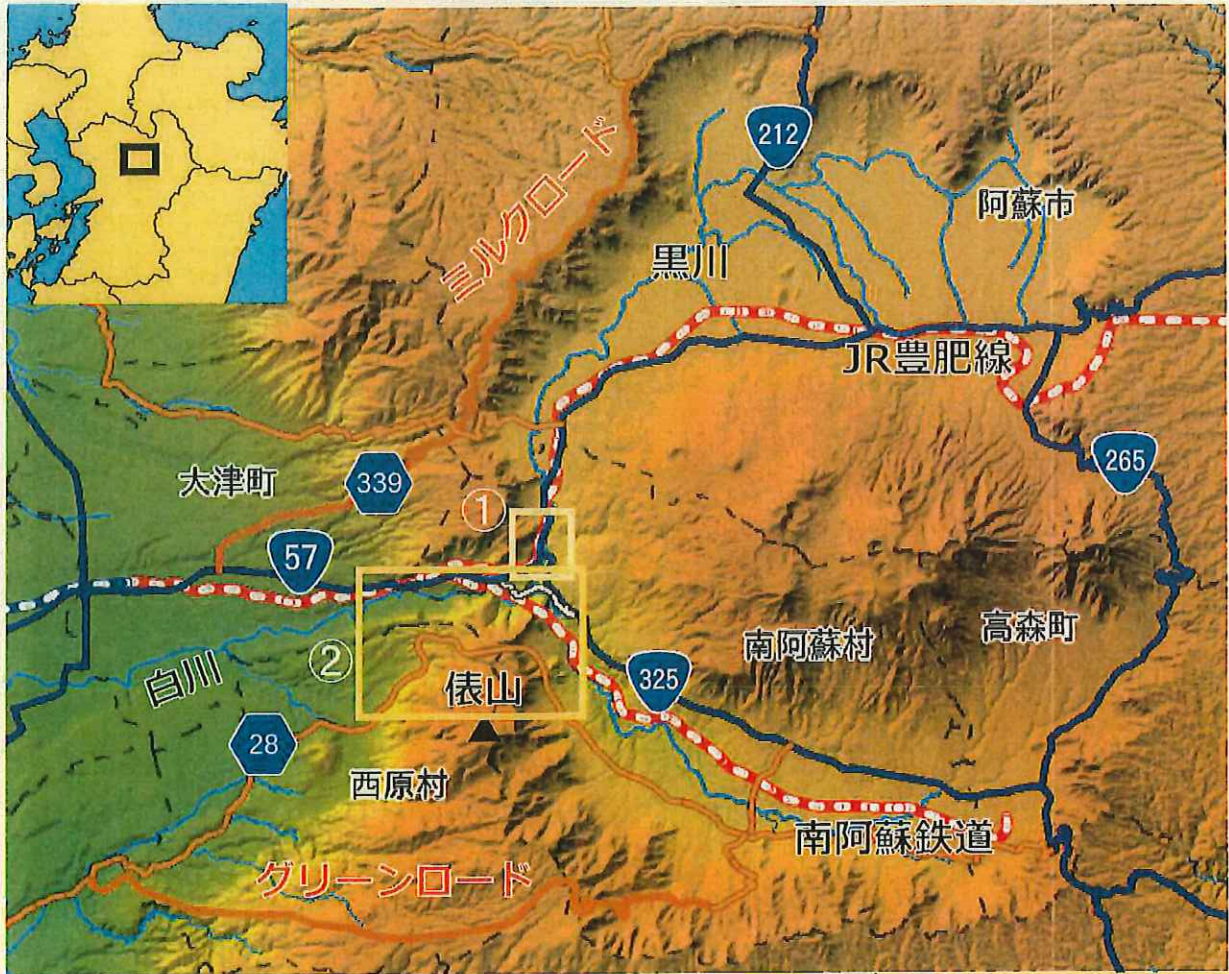 212
阿蘇市
ミルクロード
黒川
JR豊肥線
大津町
339
265
①
57
南阿蘇村
高森町
②
白川
俵山
325
28
西原村
南阿蘇鉄道
グリーンロード